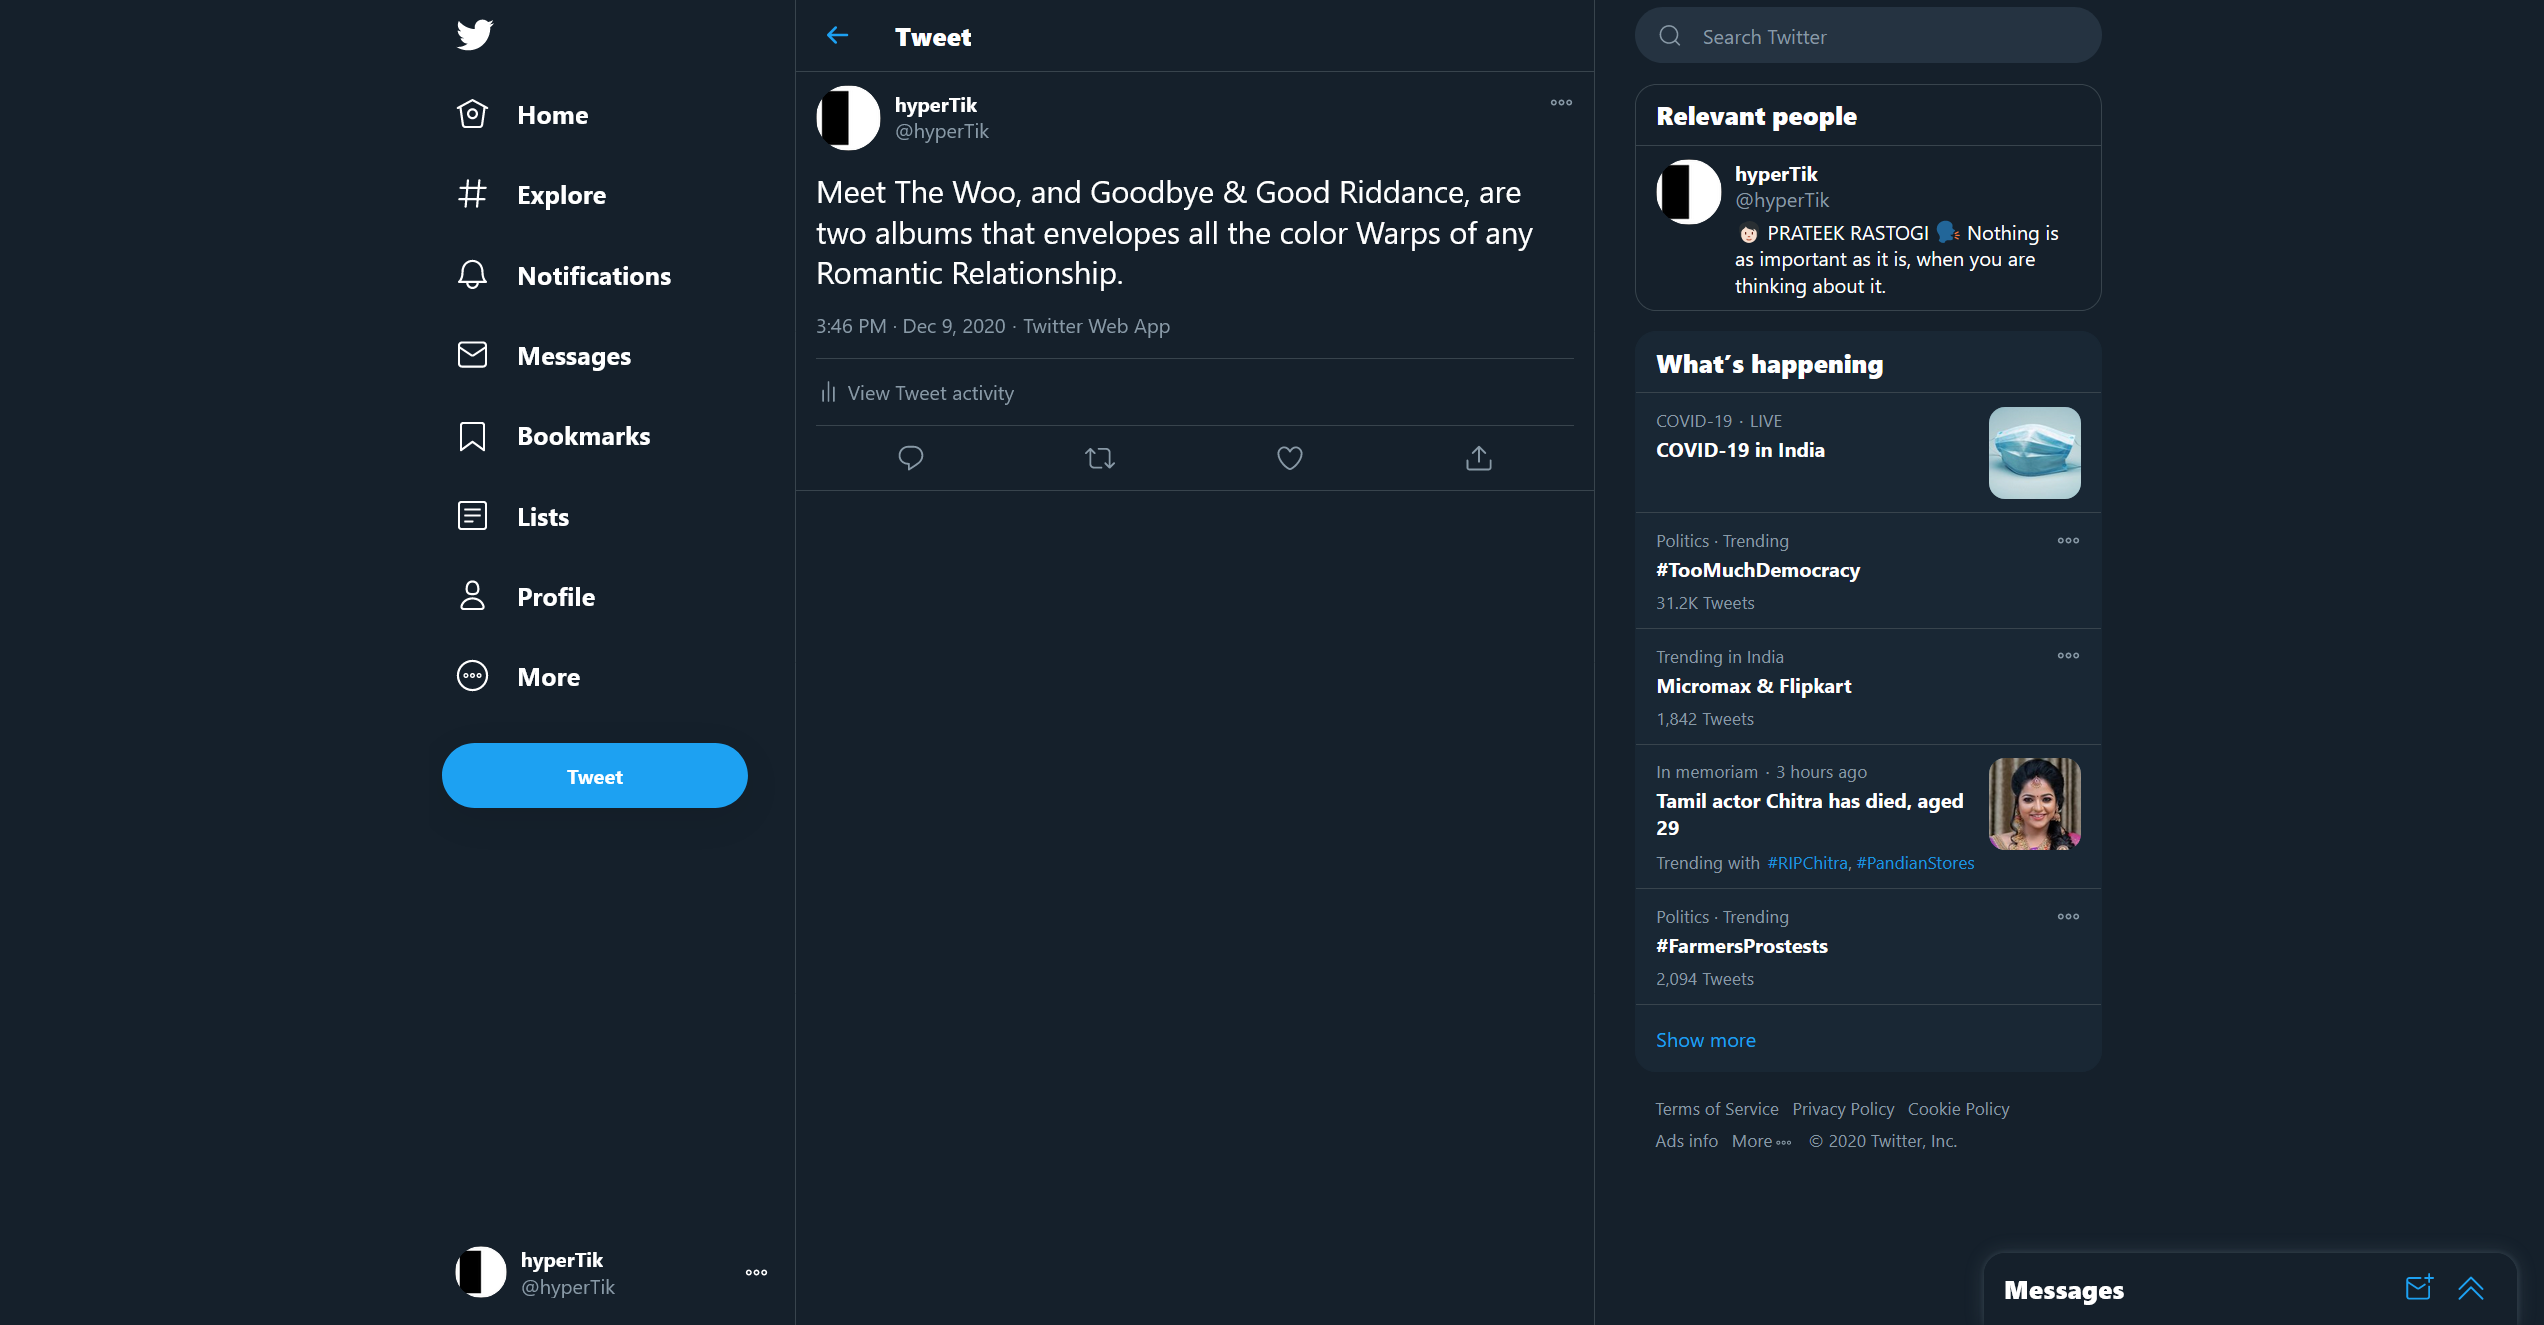 Home
Explore
Notifications
Messages
Bookmarks
Lists
Profile
More
Tweet
hyperTik
@hyperTik
Tweet
hyperTik
@hyperTik
Meet The Woo, and Goodbye & Good Riddance, are
two albums that envelopes all the color Warps of any
Romantic Relationship.
3:46 PM · Dec 9, 2020 · Twitter Web App
View Tweet activity
Search Twitter
Relevant people
hyperTik
@hyperTik
PRATEEK RASTOGI Nothing is
as important as it is, when you are
thinking about it.
What's happening
COVID-19 · LIVE
COVID-19 in India
Politics · Trending
#TooMuchDemocracy
31.2K Tweets
Trending in India
Micromax & Flipkart
1,842 Tweets
In memoriam · 3 hours ago
Tamil actor Chitra has died, aged
29
Trending with #RIPChitra, #PandianStores
Politics · Trending
#FarmersProstests
2,094 Tweets
Show more
Terms of Service Privacy Policy Cookie Policy
Ads info More © 2020 Twitter, Inc.
Messages